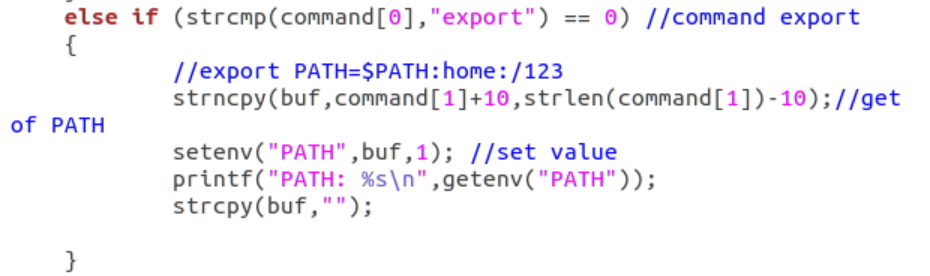 else if (strcmp(command[0],"export") == 0) //command export
{
//export PATH=$PATH:home:/123
strncpy(buf,command[1]+10,strlen(command[1])-10);//get
of PATH
setenv("PATH",buf,1); //set value
printf("PATH: %s\n",getenv("PATH"));
strcpy(buf,"");
}